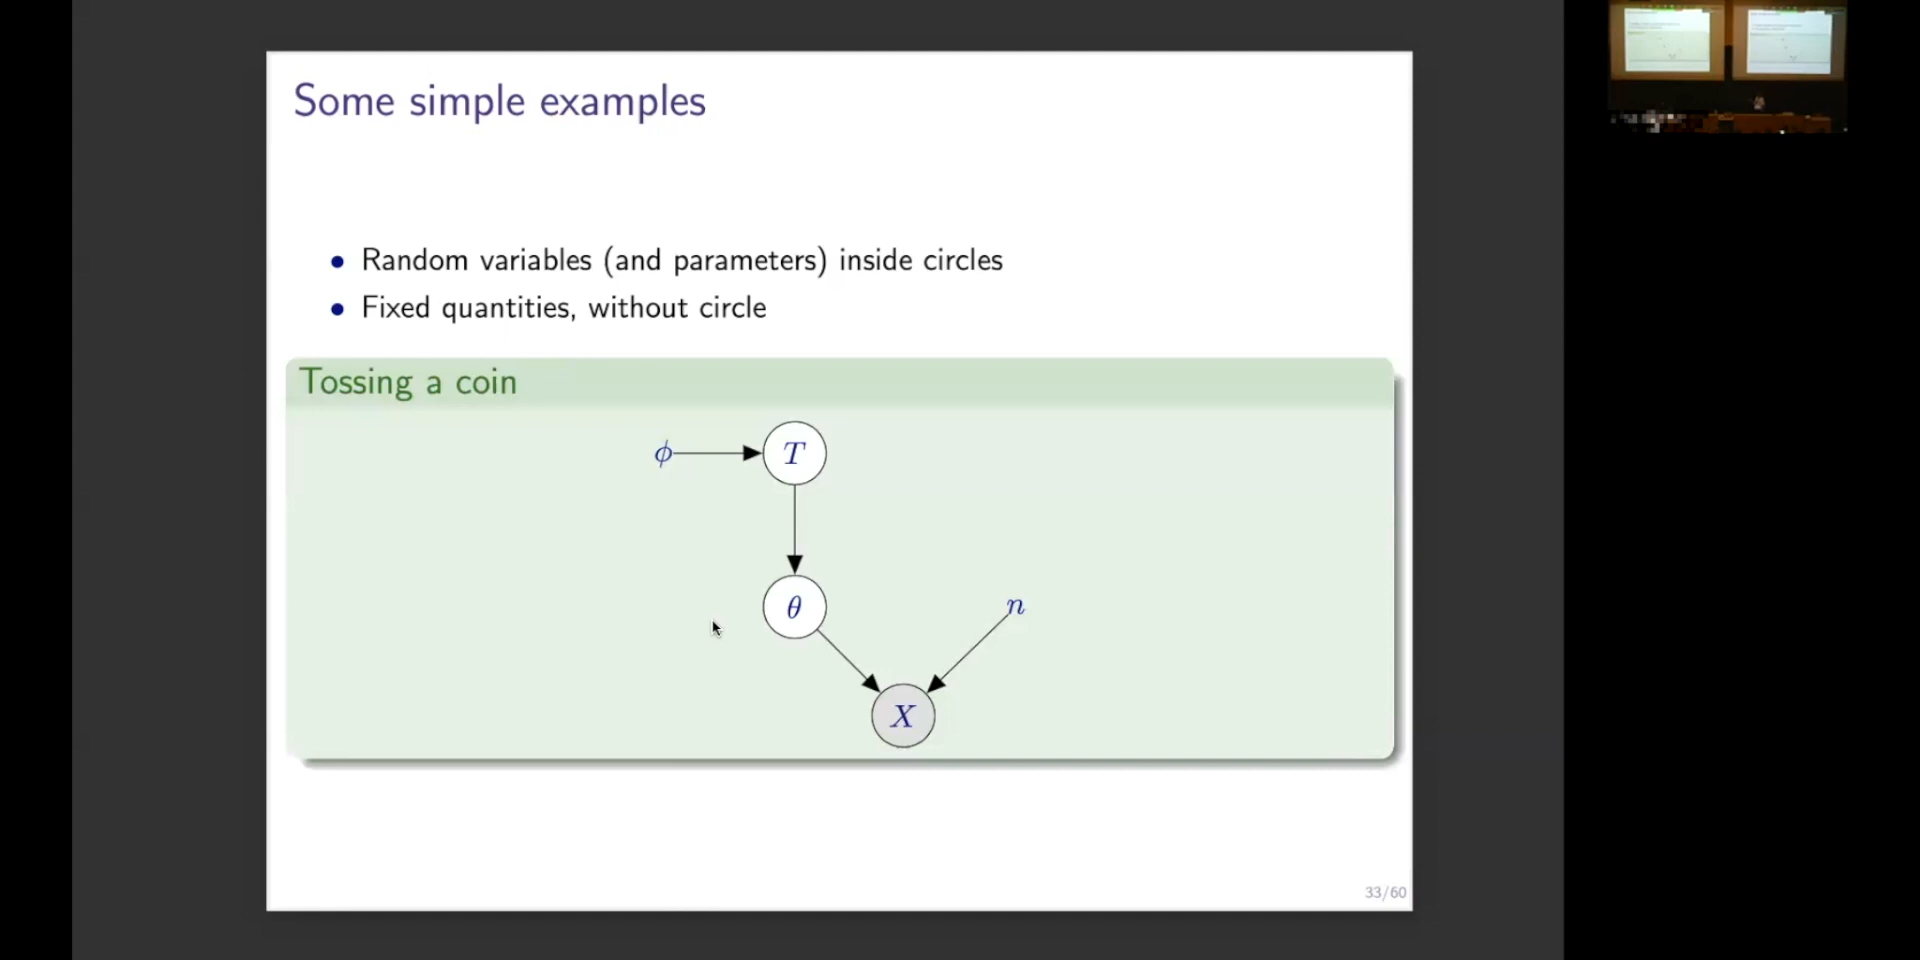 Some simple examples
• Random variables (and parameters) inside circles
• Fixed quantities, without circle
Tossing a coin
ϕ
T
θ
n
X
33/60